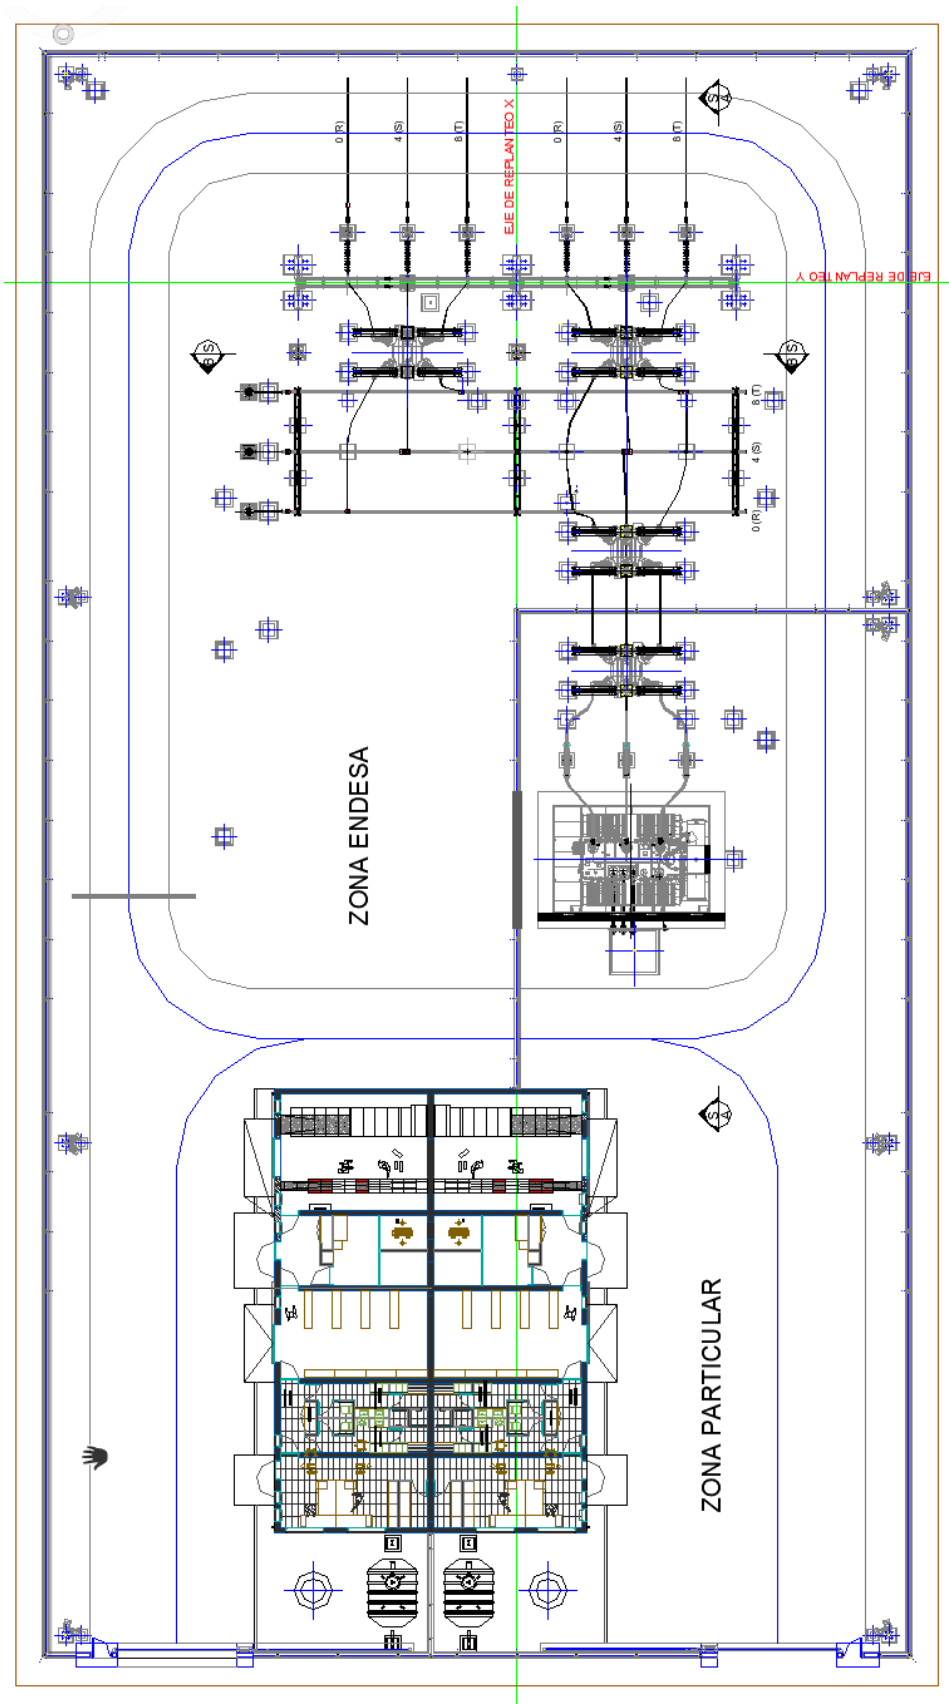 0 (R)
4 (S)
8 (T)
EJE DE REPLANTEO X
0 (R)
4 (S)
8 (T)
S
A
EJE DE REPLANTEO Y
B
S
B
S
8 (T)
4 (S)
0 (R)
ZONA ENDESA
S
A
ZONA PARTICULAR